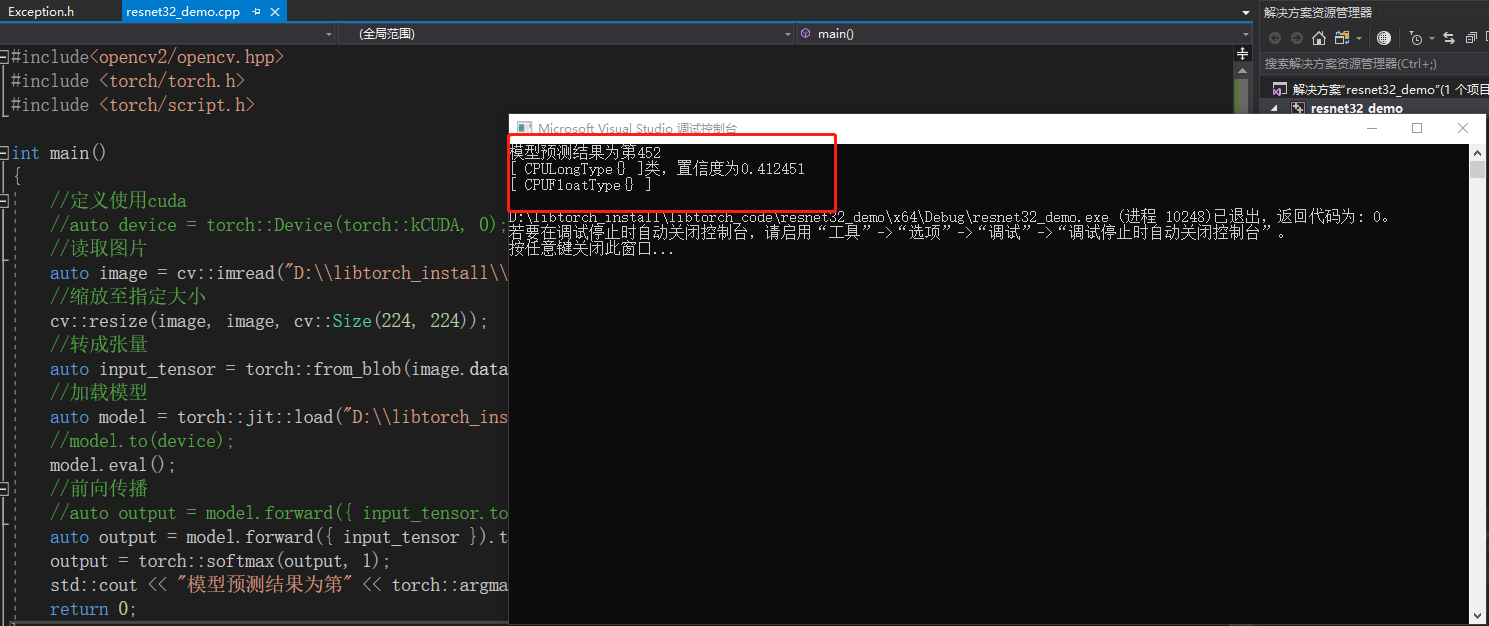 Exception.h
resnet32_demo.cpp
(全局范围)
main()
解决方案资源管理器
搜索解决方案资源管理器(Ctrl+;)
解决方案"resnet32_demo"(1 个项目
resnet32_demo
#include<opencv2/opencv.hpp>
#include <torch/torch.h>
#include <torch/script.h>
int main()
{
//定义使用cuda
//auto device = torch::Device(torch::kCUDA, 0);
//读取图片
auto image = cv::imread("D:\\libtorch_install\\
//缩放至指定大小
cv::resize(image, image, cv::Size(224, 224));
//转成张量
auto input_tensor = torch::from_blob(image.data
//加载模型
auto model = torch::jit::load("D:\\libtorch_ins
//model.to(device);
model.eval();
//前向传播
//auto output = model.forward({ input_tensor.to
auto output = model.forward({ input_tensor }).t
output = torch::softmax(output, 1);
std::cout << "模型预测结果为第" << torch::argma
return 0;
Microsoft Visual Studio 调试控制台
模型预测结果为第452
[ CPULongType{} ]类，置信度为0.412451
[ CPUFloatType{} ]
D:\libtorch_install\libtorch_code\resnet32_demo\x64\Debug\resnet32_demo.exe (进程 10248)已退出，返回代码为: 0。
若要在调试停止时自动关闭控制台，请启用“工具”->“选项”->“调试”->“调试停止时自动关闭控制台”。
按任意键关闭此窗口...